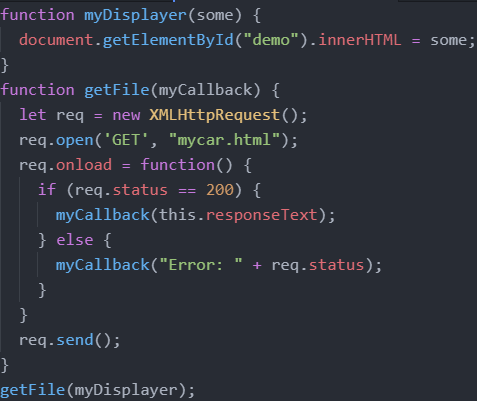 function myDisplayer(some) {
  document.getElementById("demo").innerHTML = some;
}
function getFile(myCallback) {
  let req = new XMLHttpRequest();
  req.open('GET', "mycar.html");
  req.onload = function() {
    if (req.status == 200) {
      myCallback(this.responseText);
    } else {
      myCallback("Error: " + req.status);
    }
  }
  req.send();
}
getFile(myDisplayer);